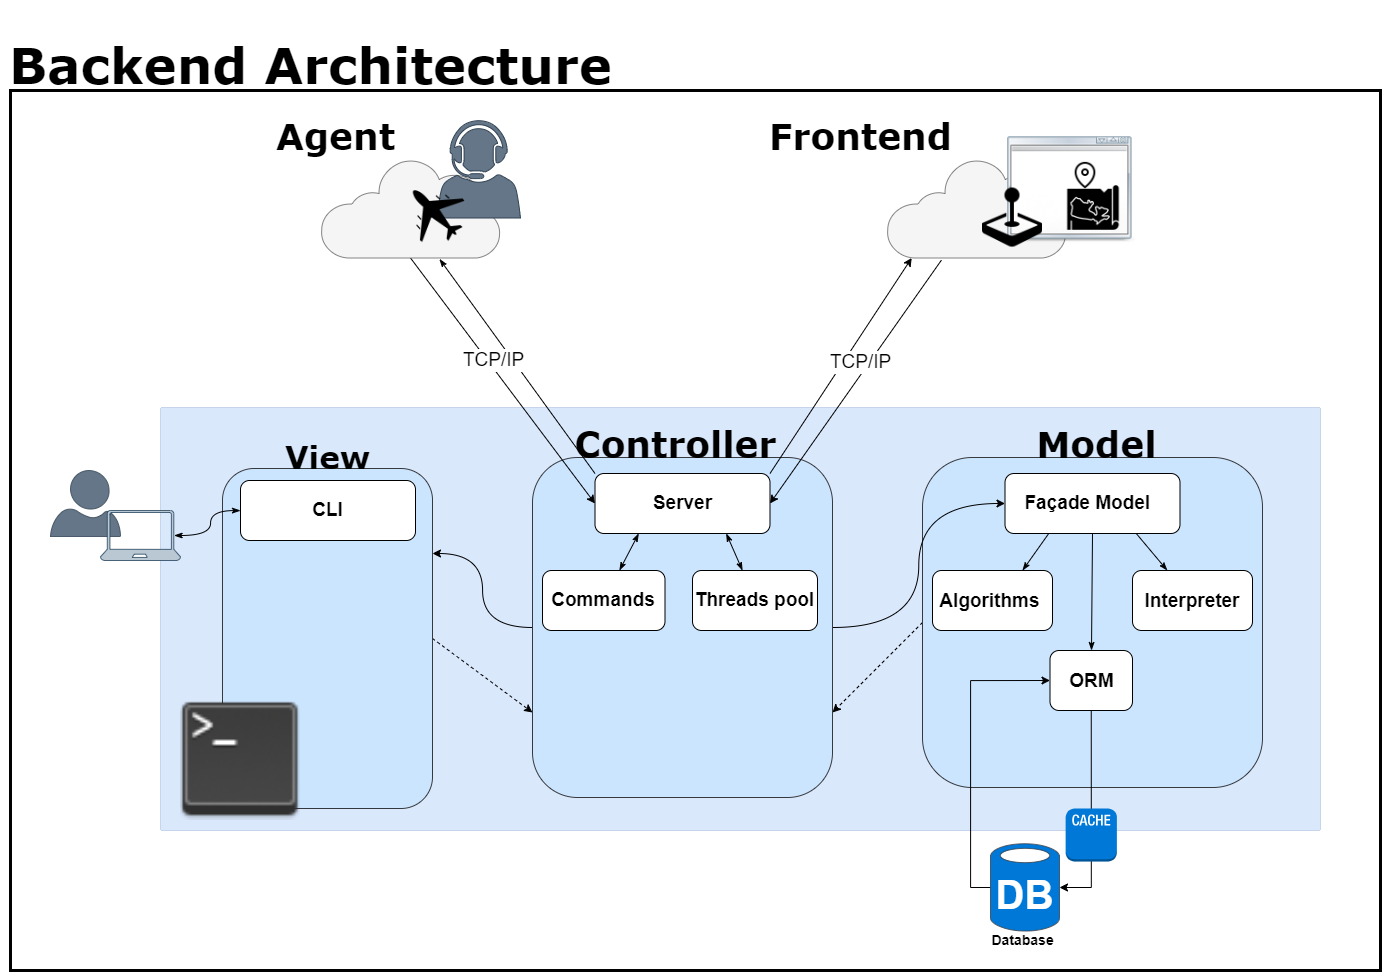 Backend Architecture
Agent
Frontend
TCP/IP
TCP/IP
View
Controller
Model
CLI
Server
Façade Model
Commands
Threads pool
Algorithms
Interpreter
ORM
>_
CACHE
DB
Database